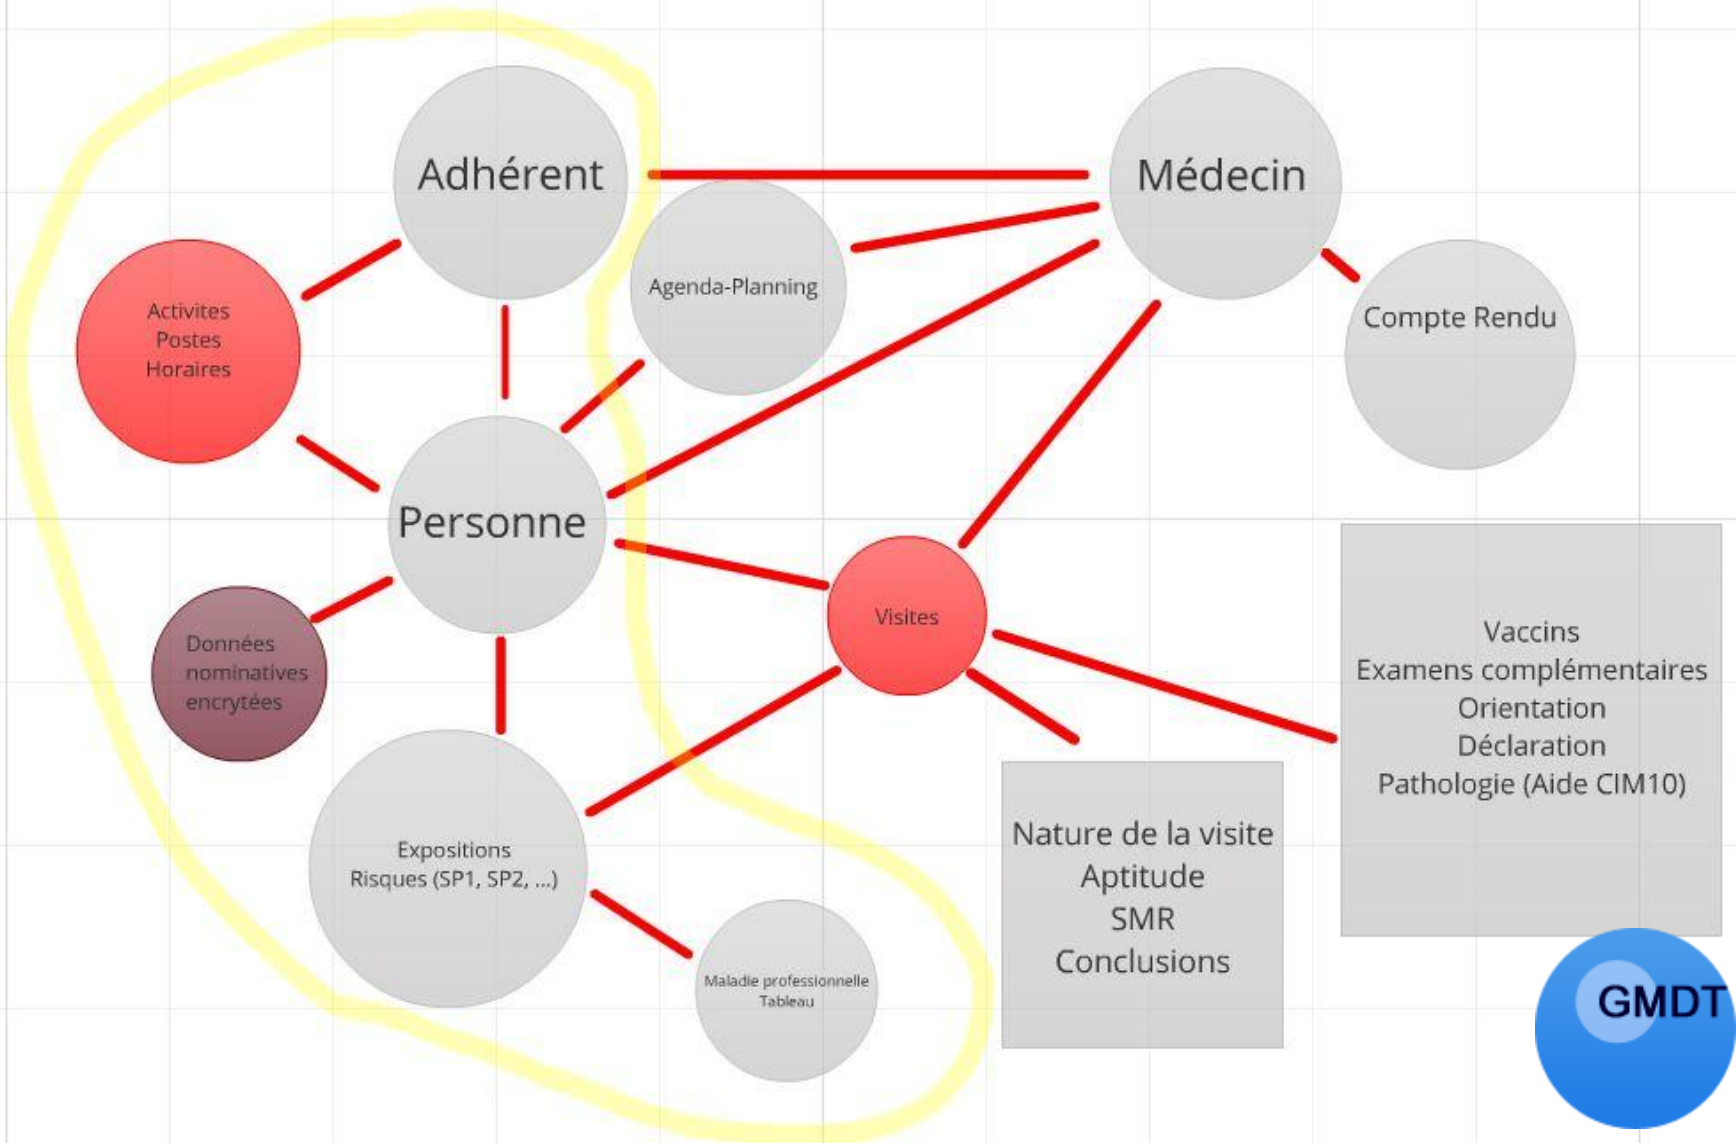 Adhérent
Médecin
Agenda-Planning
Activites
Postes
Horaires
Compte Rendu
Personne
Visites
Données
nominatives
encrytées
Vaccins
Examens complémentaires
Orientation
Déclaration
Pathologie (Aide CIM10)
Expositions
Risques (SP1, SP2, ...)
Nature de la visite
Aptitude
SMR
Conclusions
Maladie professionnelle
Tableau
GMDT